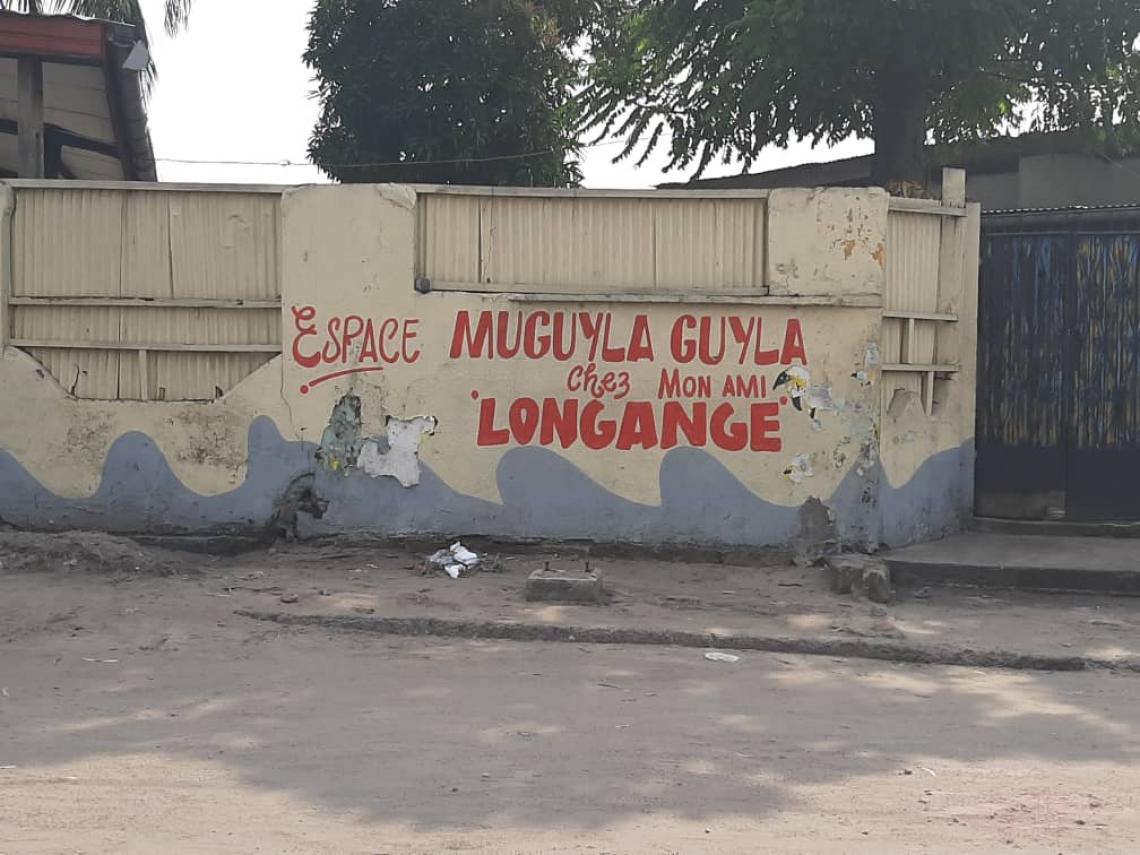 ESPACE MUGUYLA GUYLA
Chez MON AMI
"LONGANGE"